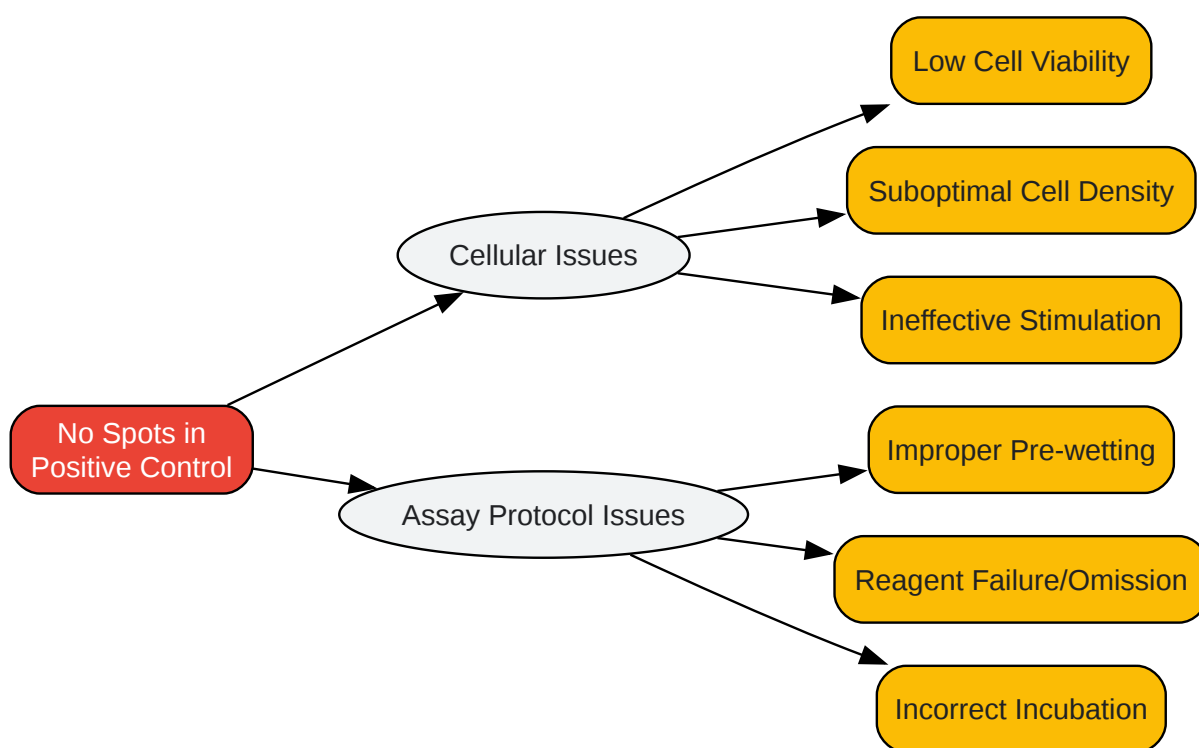 Low Cell Viability
Suboptimal Cell Density
Cellular Issues
Ineffective Stimulation
No Spots in
Positive Control
Improper Pre-wetting
Assay Protocol Issues
Reagent Failure/Omission
Incorrect Incubation